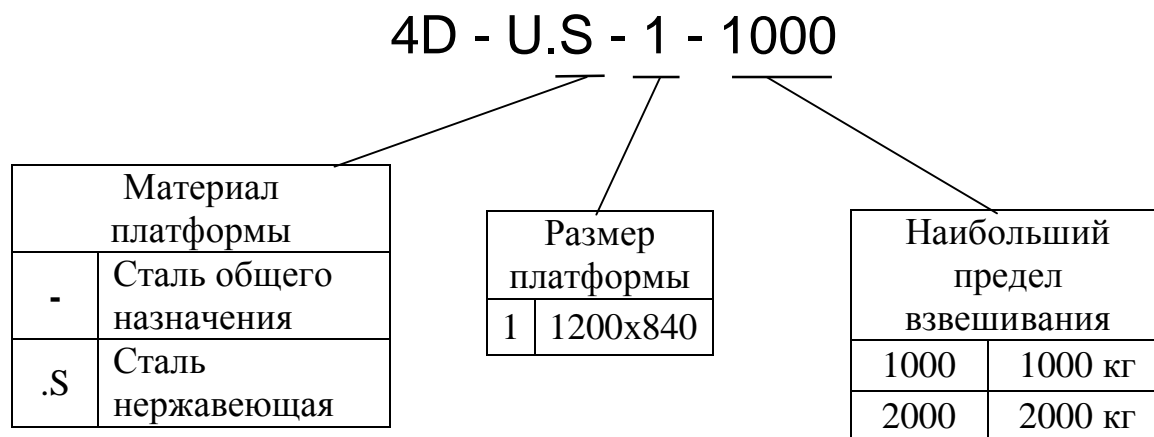 4D - U.S - 1 - 1000
Материал
платформы
- Сталь общего
назначения
.S Сталь
нержавеющая
Размер
платформы
1 1200x840
Наибольший
предел
взвешивания
1000 1000 кг
2000 2000 кг